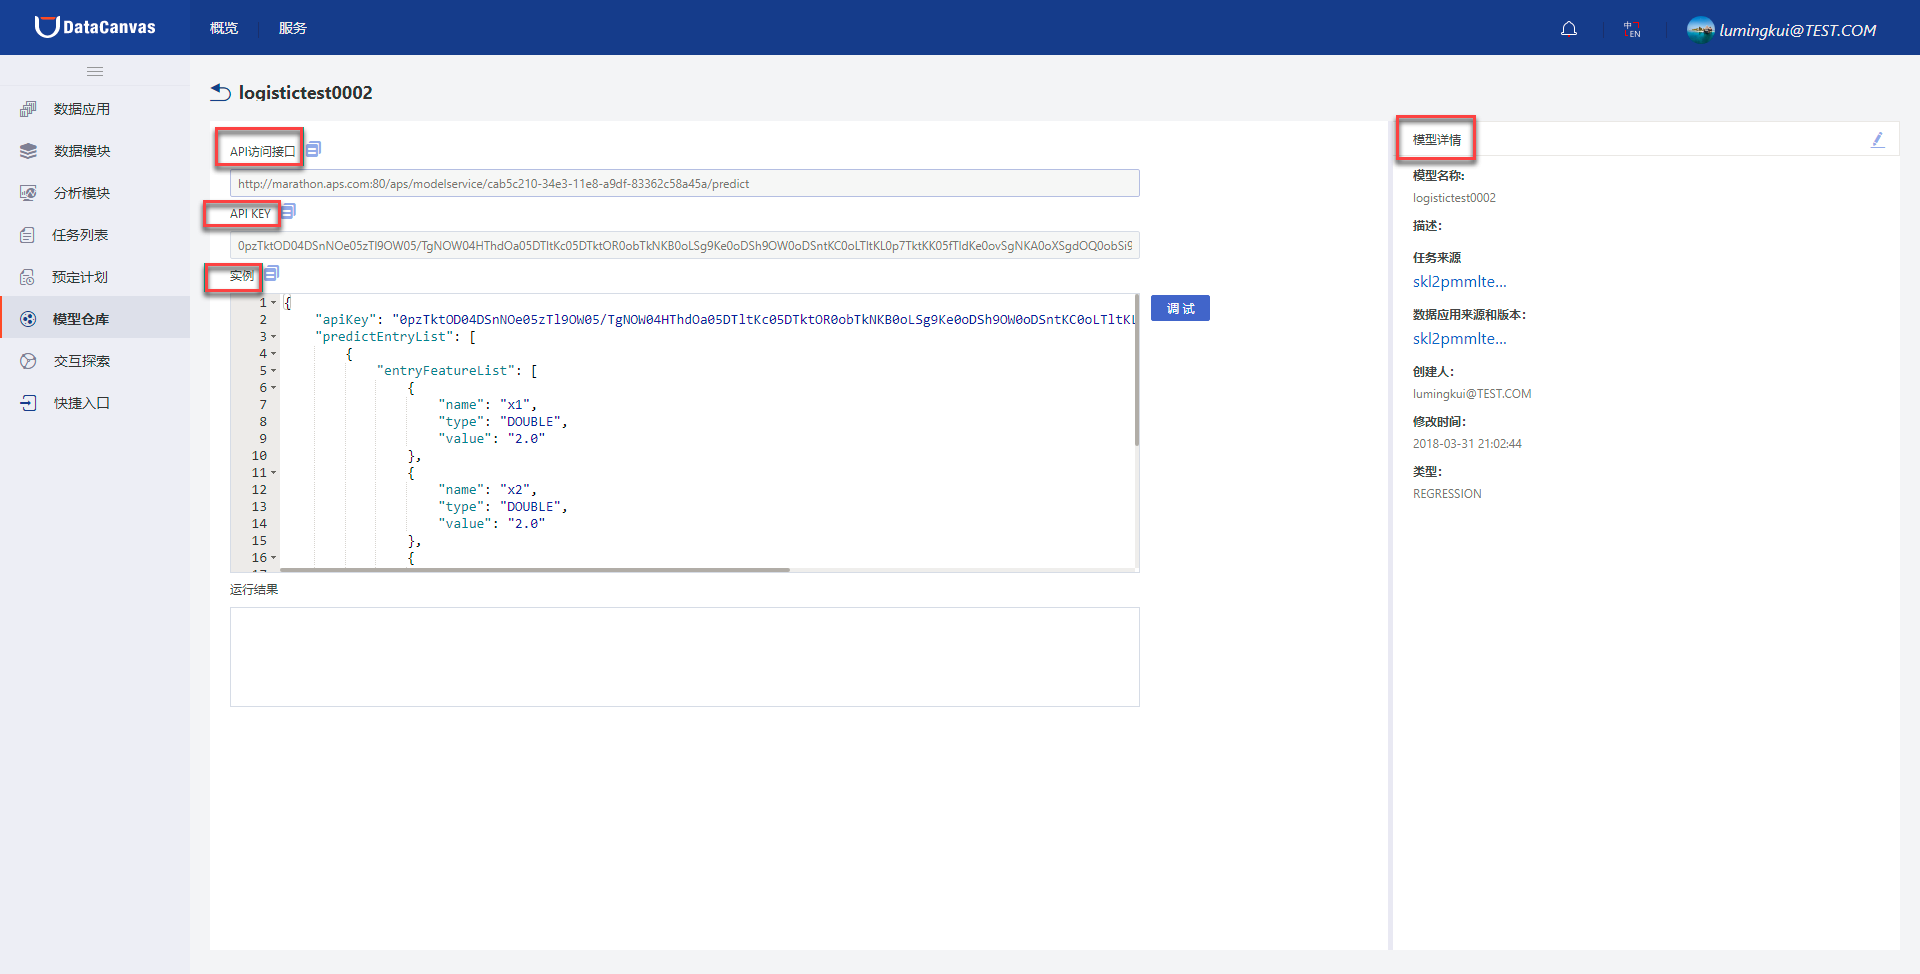 DataCanvas
概览
服务
中
EN
lumingkui@TEST.COM
数据应用
数据模块
分析模块
任务列表
预定计划
模型仓库
交互探索
快捷入口
logistictest0002
API访问接口
http://marathon.aps.com:80/aps/modelservice/cab5c210-34e3-11e8-a9df-83362c58a45a/predict
API KEY
实例
1 {
2 "apiKey":
3 "predictEntryList": [
4 {
5 "entryFeatureList": [
6 {
7 "name": "x1",
8 "type": "DOUBLE",
9 "value": "2.0"
10 },
11 {
12 "name": "x2",
13 "type": "DOUBLE",
14 "value": "2.0"
15 },
16 {
调 试
运行结果
模型详情
模型名称:
logistictest0002
描述:
任务来源
skl2pmmlte...
数据应用来源和版本:
skl2pmmlte...
创建人:
lumingkui@TEST.COM
修改时间:
2018-03-31 21:02:44
类型:
REGRESSION